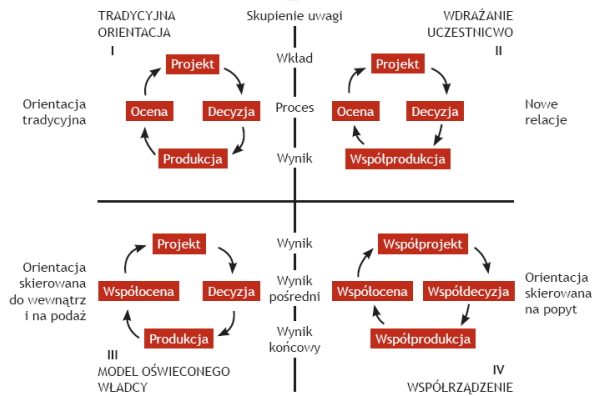 TRADYCYJNA
ORIENTACJA
I
Skupienie uwagi
WDRAŻANIE
UCZESTNICWO
II
Projekt
Wkład
Projekt
Orientacja
tradycyjna
Ocena
Decyzja
Proces
Ocena
Decyzja
Nowe
relacje
Produkcja
Wynik
Współprodukcja
Projekt
Wynik
Współprojekt
Orientacja
skierowana
do wewnątrz
i na podaż
Współocena
Decyzja
Wynik
pośredni
Współocena
Współdecyzja
Orientacja
skierowana
na popyt
Produkcja
Wynik
końcowy
Współprodukcja
III
MODEL OŚWIECONEGO
WŁADCY
IV
WSPÓŁRZĄDZENIE